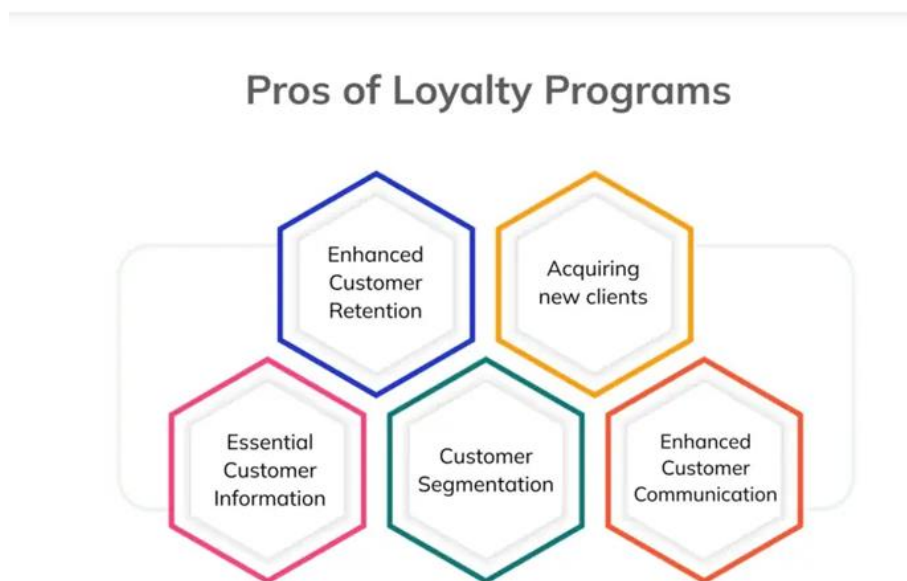 Pros of Loyalty Programs
Enhanced
Customer
Retention
Acquiring
new clients
Essential
Customer
Information
Customer
Segmentation
Enhanced
Customer
Communication